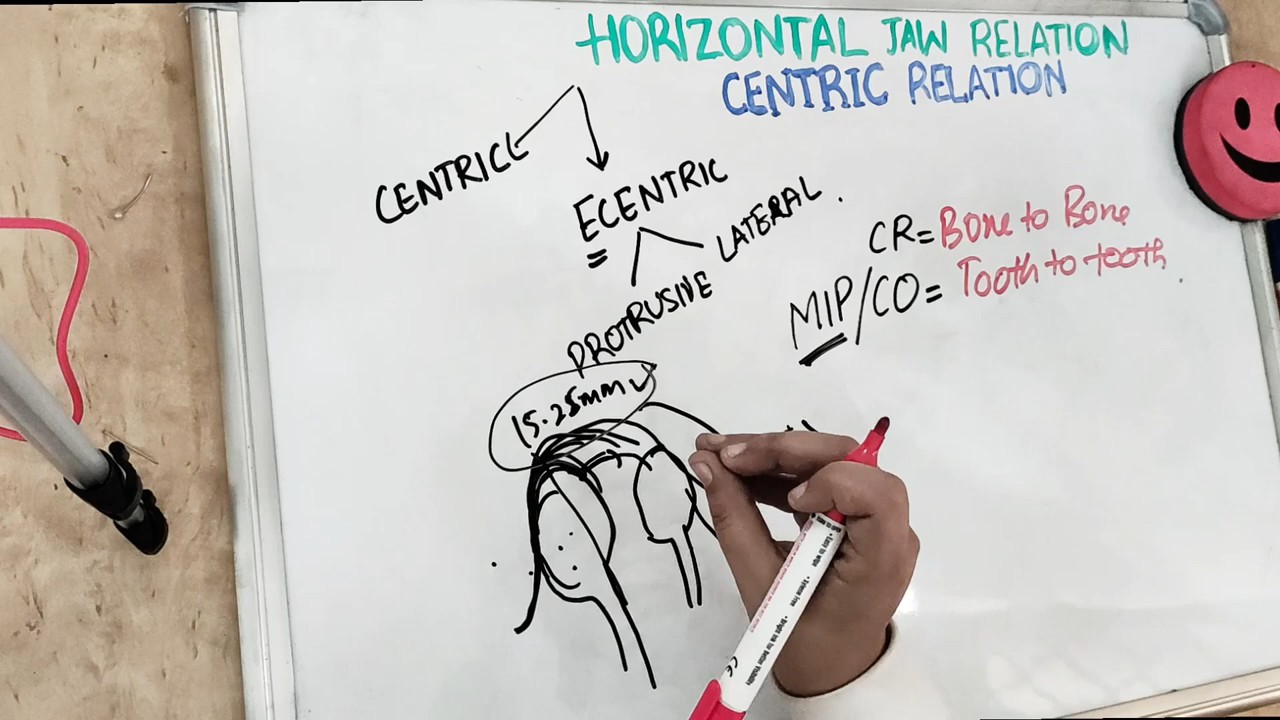 HORIZONTAL JAW RELATION
CENTRIC RELATION
CENTRIC
ECENTRIC
LATERAL
PROTRUSIVE
CR = Bone to Bone
MIP/CO = Tooth to tooth
15.25mm